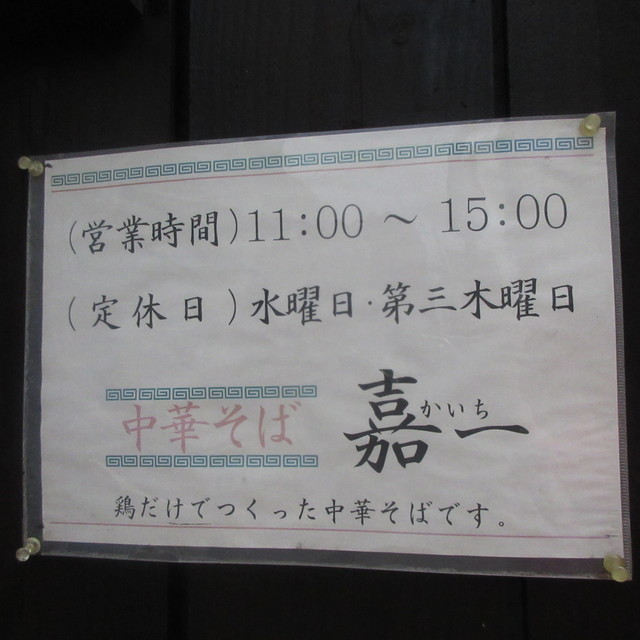 (営業時間)11:00～15:00
(定休日)水曜日・第三木曜日
中華そば 嘉一
かいち
鶏だけでつくった中華そばです。